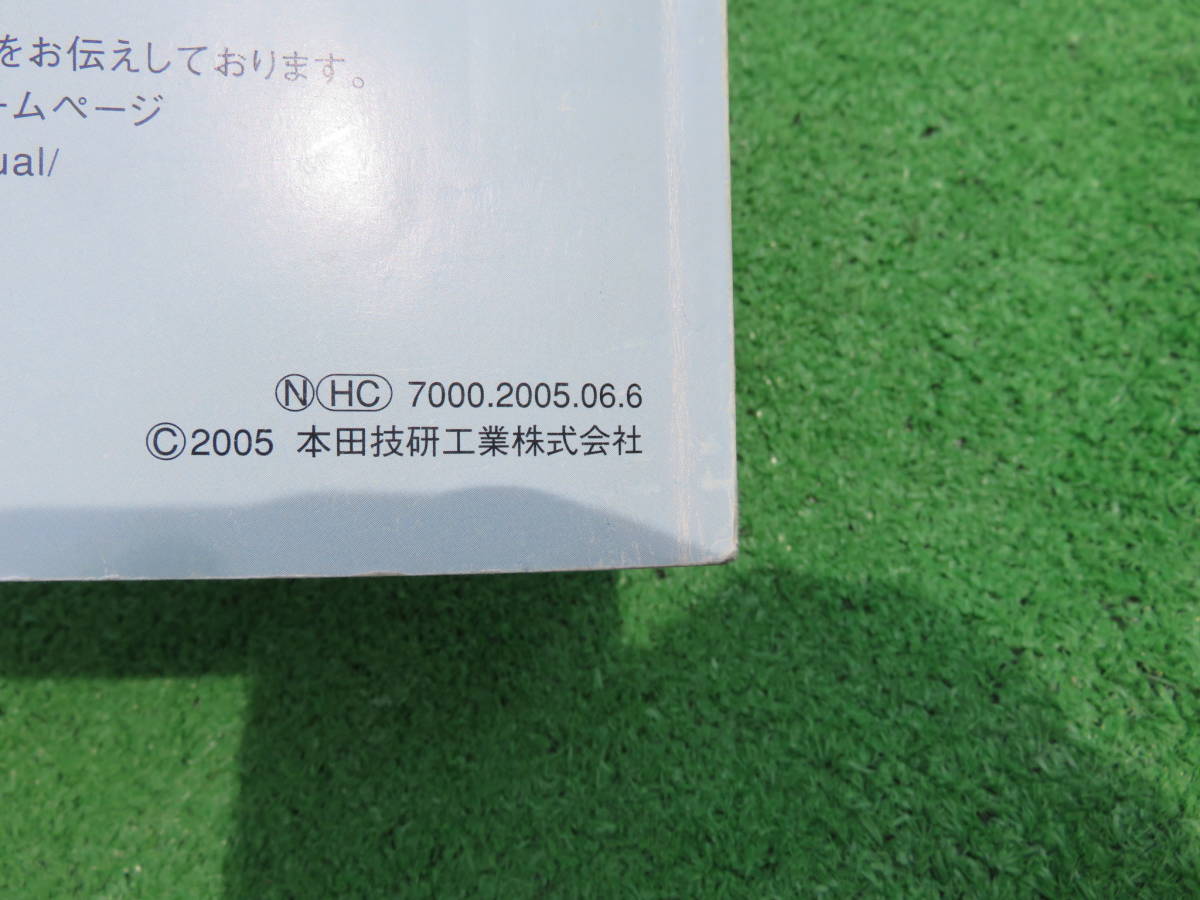 をお伝えしております。
ームページ
ual/
Ⓝ HC 7000.2005.06.6
©2005 本田技研工業株式会社